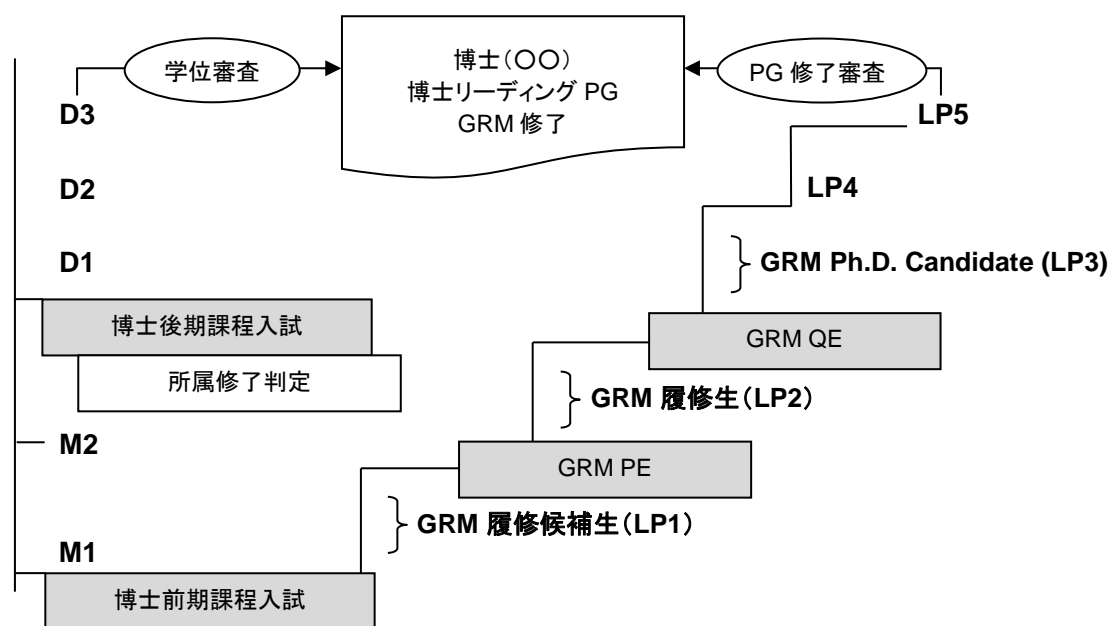 学位審査
博士（〇〇）
博士リーディング PG
GRM 修了
PG 修了審査
D3
LP5
D2
LP4
D1
GRM Ph.D. Candidate (LP3)
博士後期課程入試
GRM QE
所属修了判定
GRM 履修生（LP2）
M2
GRM PE
GRM 履修候補生（LP1）
M1
博士前期課程入試